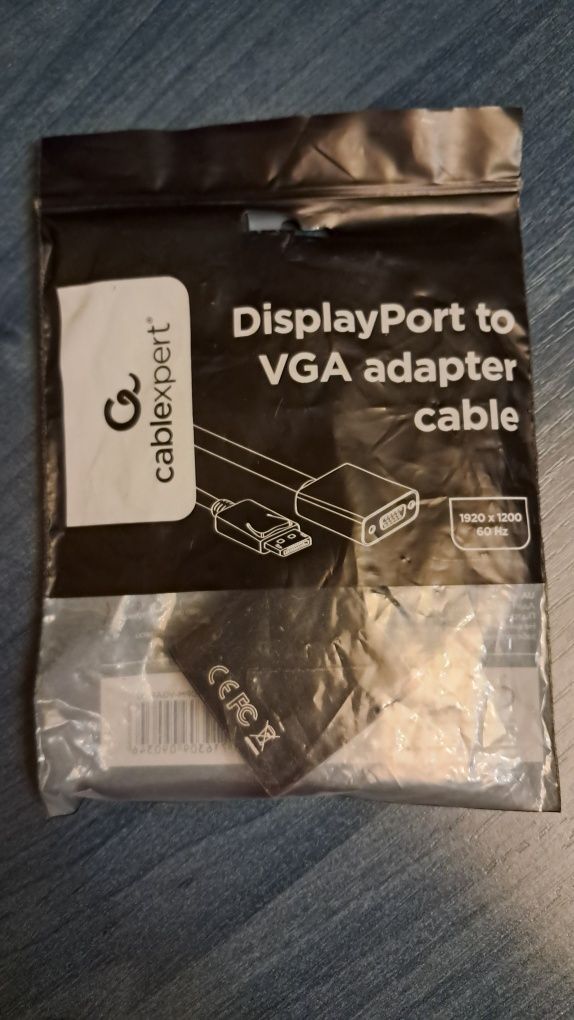 cablexpert®
DisplayPort to
VGA adapter
cable
1920 x 1200
60 Hz
CE FC